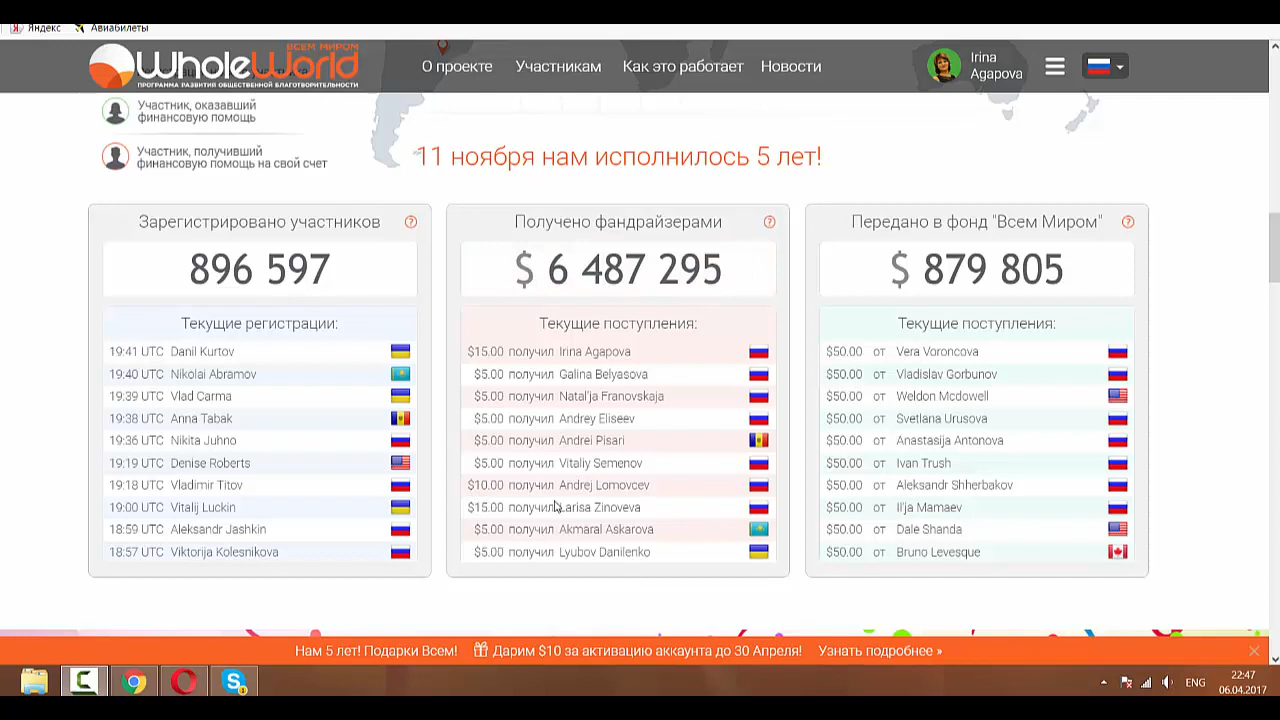 Яндекс Авиабилеты
ВСЕМ МИРОМ
WholeWorld
ПРОГРАММА РАЗВИТИЯ ОБЩЕСТВЕННОЙ БЛАГОТВОРИТЕЛЬНОСТИ
О проекте Участникам Как это работает Новости
Irina
Agapova
Участник, оказавший
финансовую помощь
Участник, получивший
финансовую помощь на свой счет
11 ноября нам исполнилось 5 лет!
Зарегистрировано участников ?
896 597
Текущие регистрации:
19:41 UTC Danil Kurtov
19:40 UTC Nikolai Abramov
19:39 UTC Vlad Carma
19:38 UTC Anna Tabak
19:36 UTC Nikita Juhno
19:19 UTC Denise Roberts
19:18 UTC Vladimir Titov
19:00 UTC Vitalij Luckin
18:59 UTC Aleksandr Jashkin
18:57 UTC Viktorija Kolesnikova
Получено фандрайзерами ?
$ 6 487 295
Текущие поступления:
$15.00 получил Irina Agapova
$5.00 получил Galina Belyasova
$5.00 получил Natal'ja Franovskaja
$5.00 получил Andrey Eliseev
$5.00 получил Andrei Pisari
$5.00 получил Vitaliy Semenov
$10.00 получил Andrej Lomovcev
$15.00 получил Larisa Zinoveva
$5.00 получил Akmaral Askarova
$5.00 получил Lyubov Danilenko
Передано в фонд "Всем Миром" ?
$ 879 805
Текущие поступления:
$50.00 от Vera Voroncova
$50.00 от Vladislav Gorbunov
$50.00 от Weldon Mcdowell
$50.00 от Svetlana Urusova
$50.00 от Anastasija Antonova
$50.00 от Ivan Trush
$50.00 от Aleksandr Shherbakov
$50.00 от Il'ja Mamaev
$50.00 от Dale Shanda
$50.00 от Bruno Levesque
Нам 5 лет! Подарки Всем! Дарим $10 за активацию аккаунта до 30 Апреля! Узнать подробнее »
ENG
22:47
06.04.2017